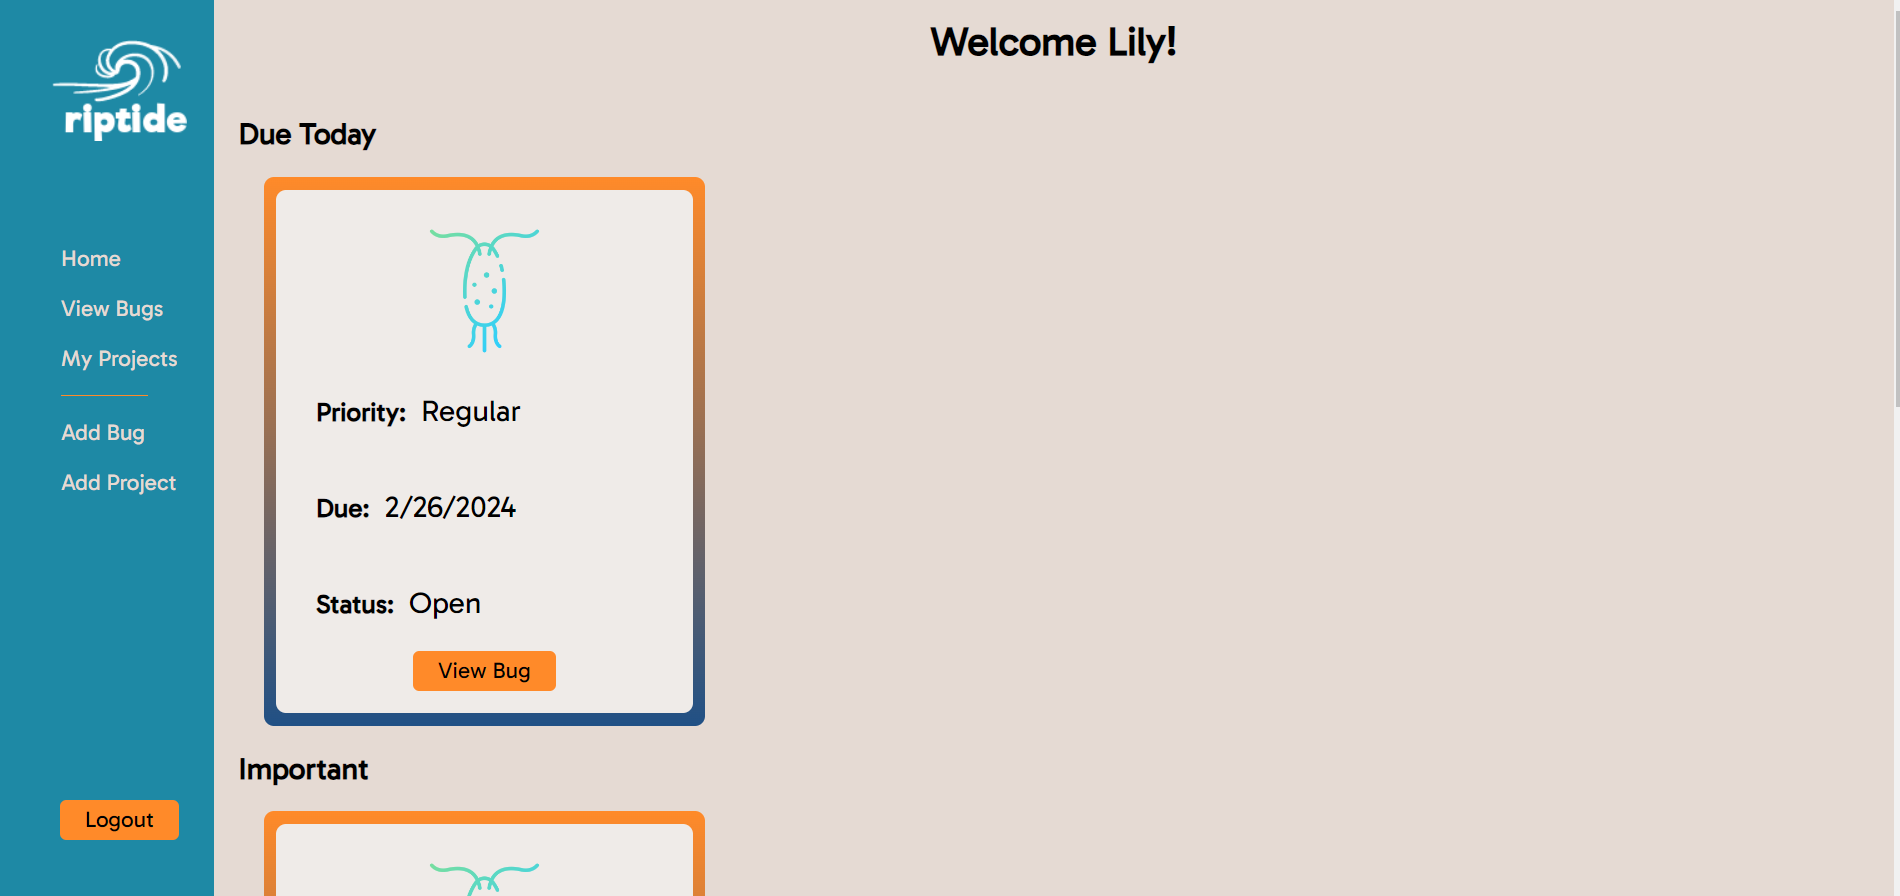 riptide
Home
View Bugs
My Projects
Add Bug
Add Project
Logout
Welcome Lily!
Due Today
Priority: Regular
Due: 2/26/2024
Status: Open
View Bug
Important